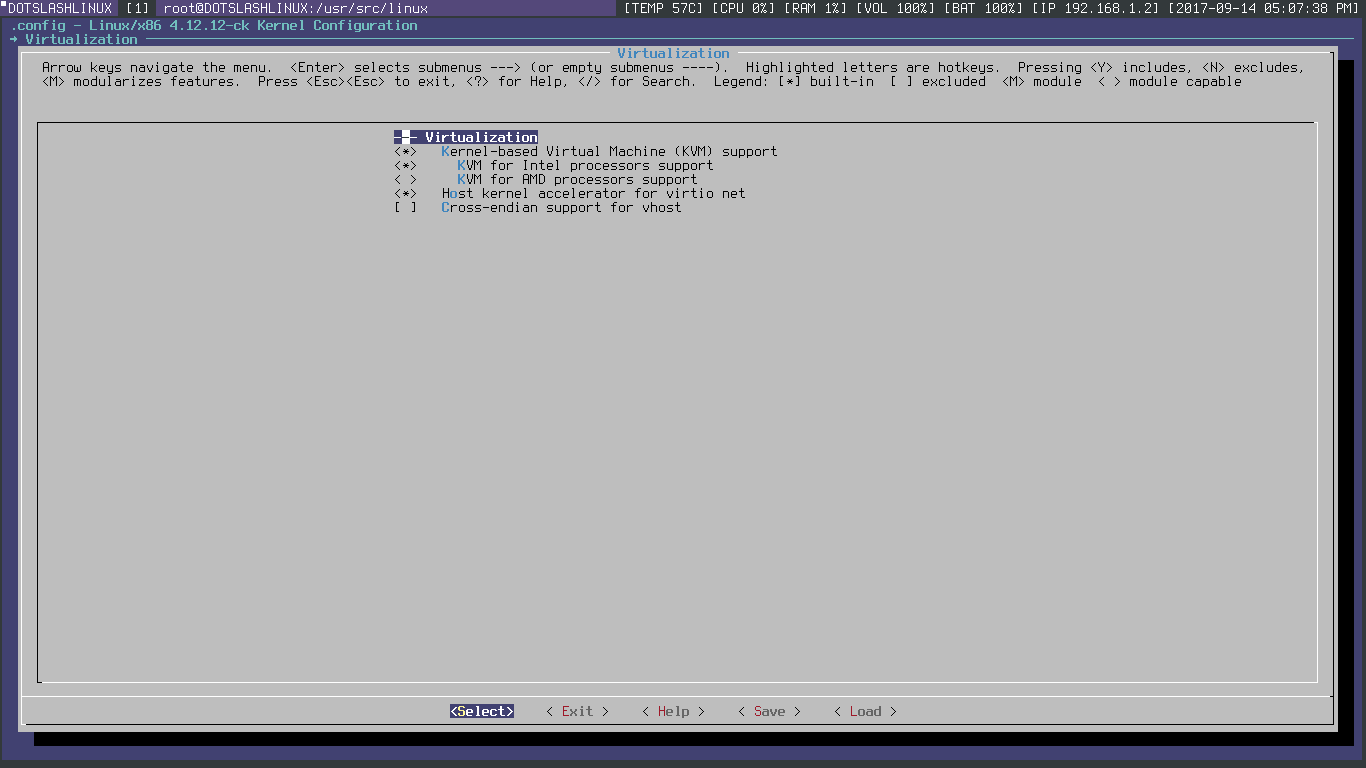 DOTSLASHLINUX [1] root@DOTSLASHLINUX:/usr/src/linux [TEMP 57C] [CPU 0%] [RAM 1%] [VOL 100%] [BAT 100%] [IP 192.168.1.2] [2017-09-14 05:07:38 PM]
.config - Linux/x86 4.12.12-ck Kernel Configuration
→ Virtualization
Virtualization
Arrow keys navigate the menu. <Enter> selects submenus ---> (or empty submenus ----). Highlighted letters are hotkeys. Pressing <Y> includes, <N> excludes,
<M> modularizes features. Press <Esc><Esc> to exit, <?> for Help, </> for Search. Legend: [*] built-in [ ] excluded <M> module < > module capable
--- Virtualization
<*> Kernel-based Virtual Machine (KVM) support
<*> KVM for Intel processors support
< > KVM for AMD processors support
<*> Host kernel accelerator for virtio net
[ ] Cross-endian support for vhost
<Select> < Exit > < Help > < Save > < Load >